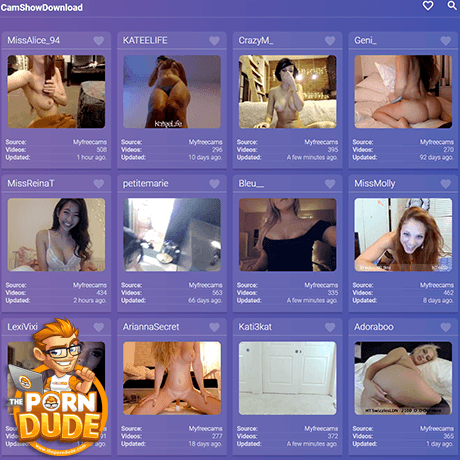 CamShowDownload
MissAlice_94
KATEELIFE
CrazyM_
Geni_
KateeLife
Source: Myfreecams
Videos: 508
Updated: 1 hour ago.
Source: Myfreecams
Videos: 296
Updated: 10 days ago.
Source: Myfreecams
Videos: 395
Updated: A few minutes ago.
Source: Myfreecams
Videos: 270
Updated: 92 days ago.
MissReinaT
petitemarie
Bleu__
MissMolly
Source: Myfreecams
Videos: 434
Updated: 2 hours ago.
Source: Myfreecams
Videos: 563
Updated: 66 days ago.
Source: Myfreecams
Videos: 335
Updated: A few minutes ago.
Source: Myfreecams
Videos: 462
Updated: 8 days ago.
LexiVixi
AriannaSecret
Kati3kat
Adoraboo
THE
PORN
DUDE
www.theporndude.com
Source: Myfreecams
Videos: 277
Updated: 18 days ago.
Source: Myfreecams
Videos: 372
Updated: A few minutes ago.
Source: Myfreecams
Videos: 365
Updated: 1 day ago.